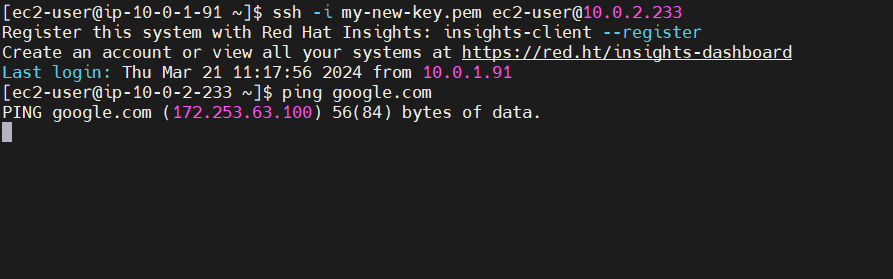 [ec2-user@ip-10-0-1-91 ~]$ ssh -i my-new-key.pem ec2-user@10.0.2.233
Register this system with Red Hat Insights: insights-client --register
Create an account or view all your systems at https://red.ht/insights-dashboard
Last login: Thu Mar 21 11:17:56 2024 from 10.0.1.91
[ec2-user@ip-10-0-2-233 ~]$ ping google.com
PING google.com (172.253.63.100) 56(84) bytes of data.